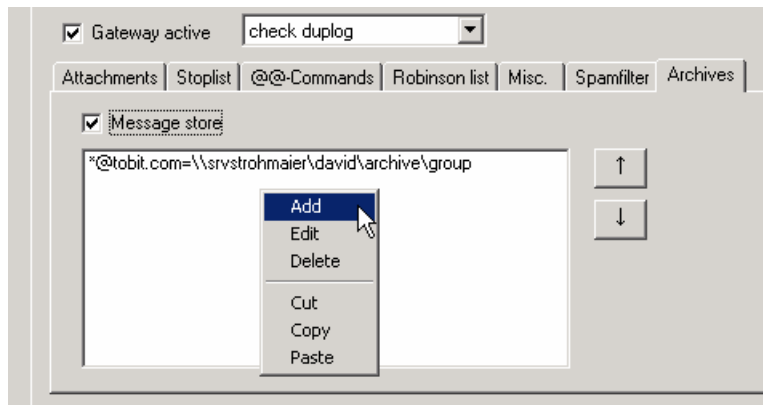 Gateway active check duplog
Attachments Stoplist @@-Commands Robinson list Misc. Spamfilter Archives
Message store
*@tobit.com=\\srvstrohmaier\david\archive\group
↑
↓
Add
Edit
Delete
Cut
Copy
Paste